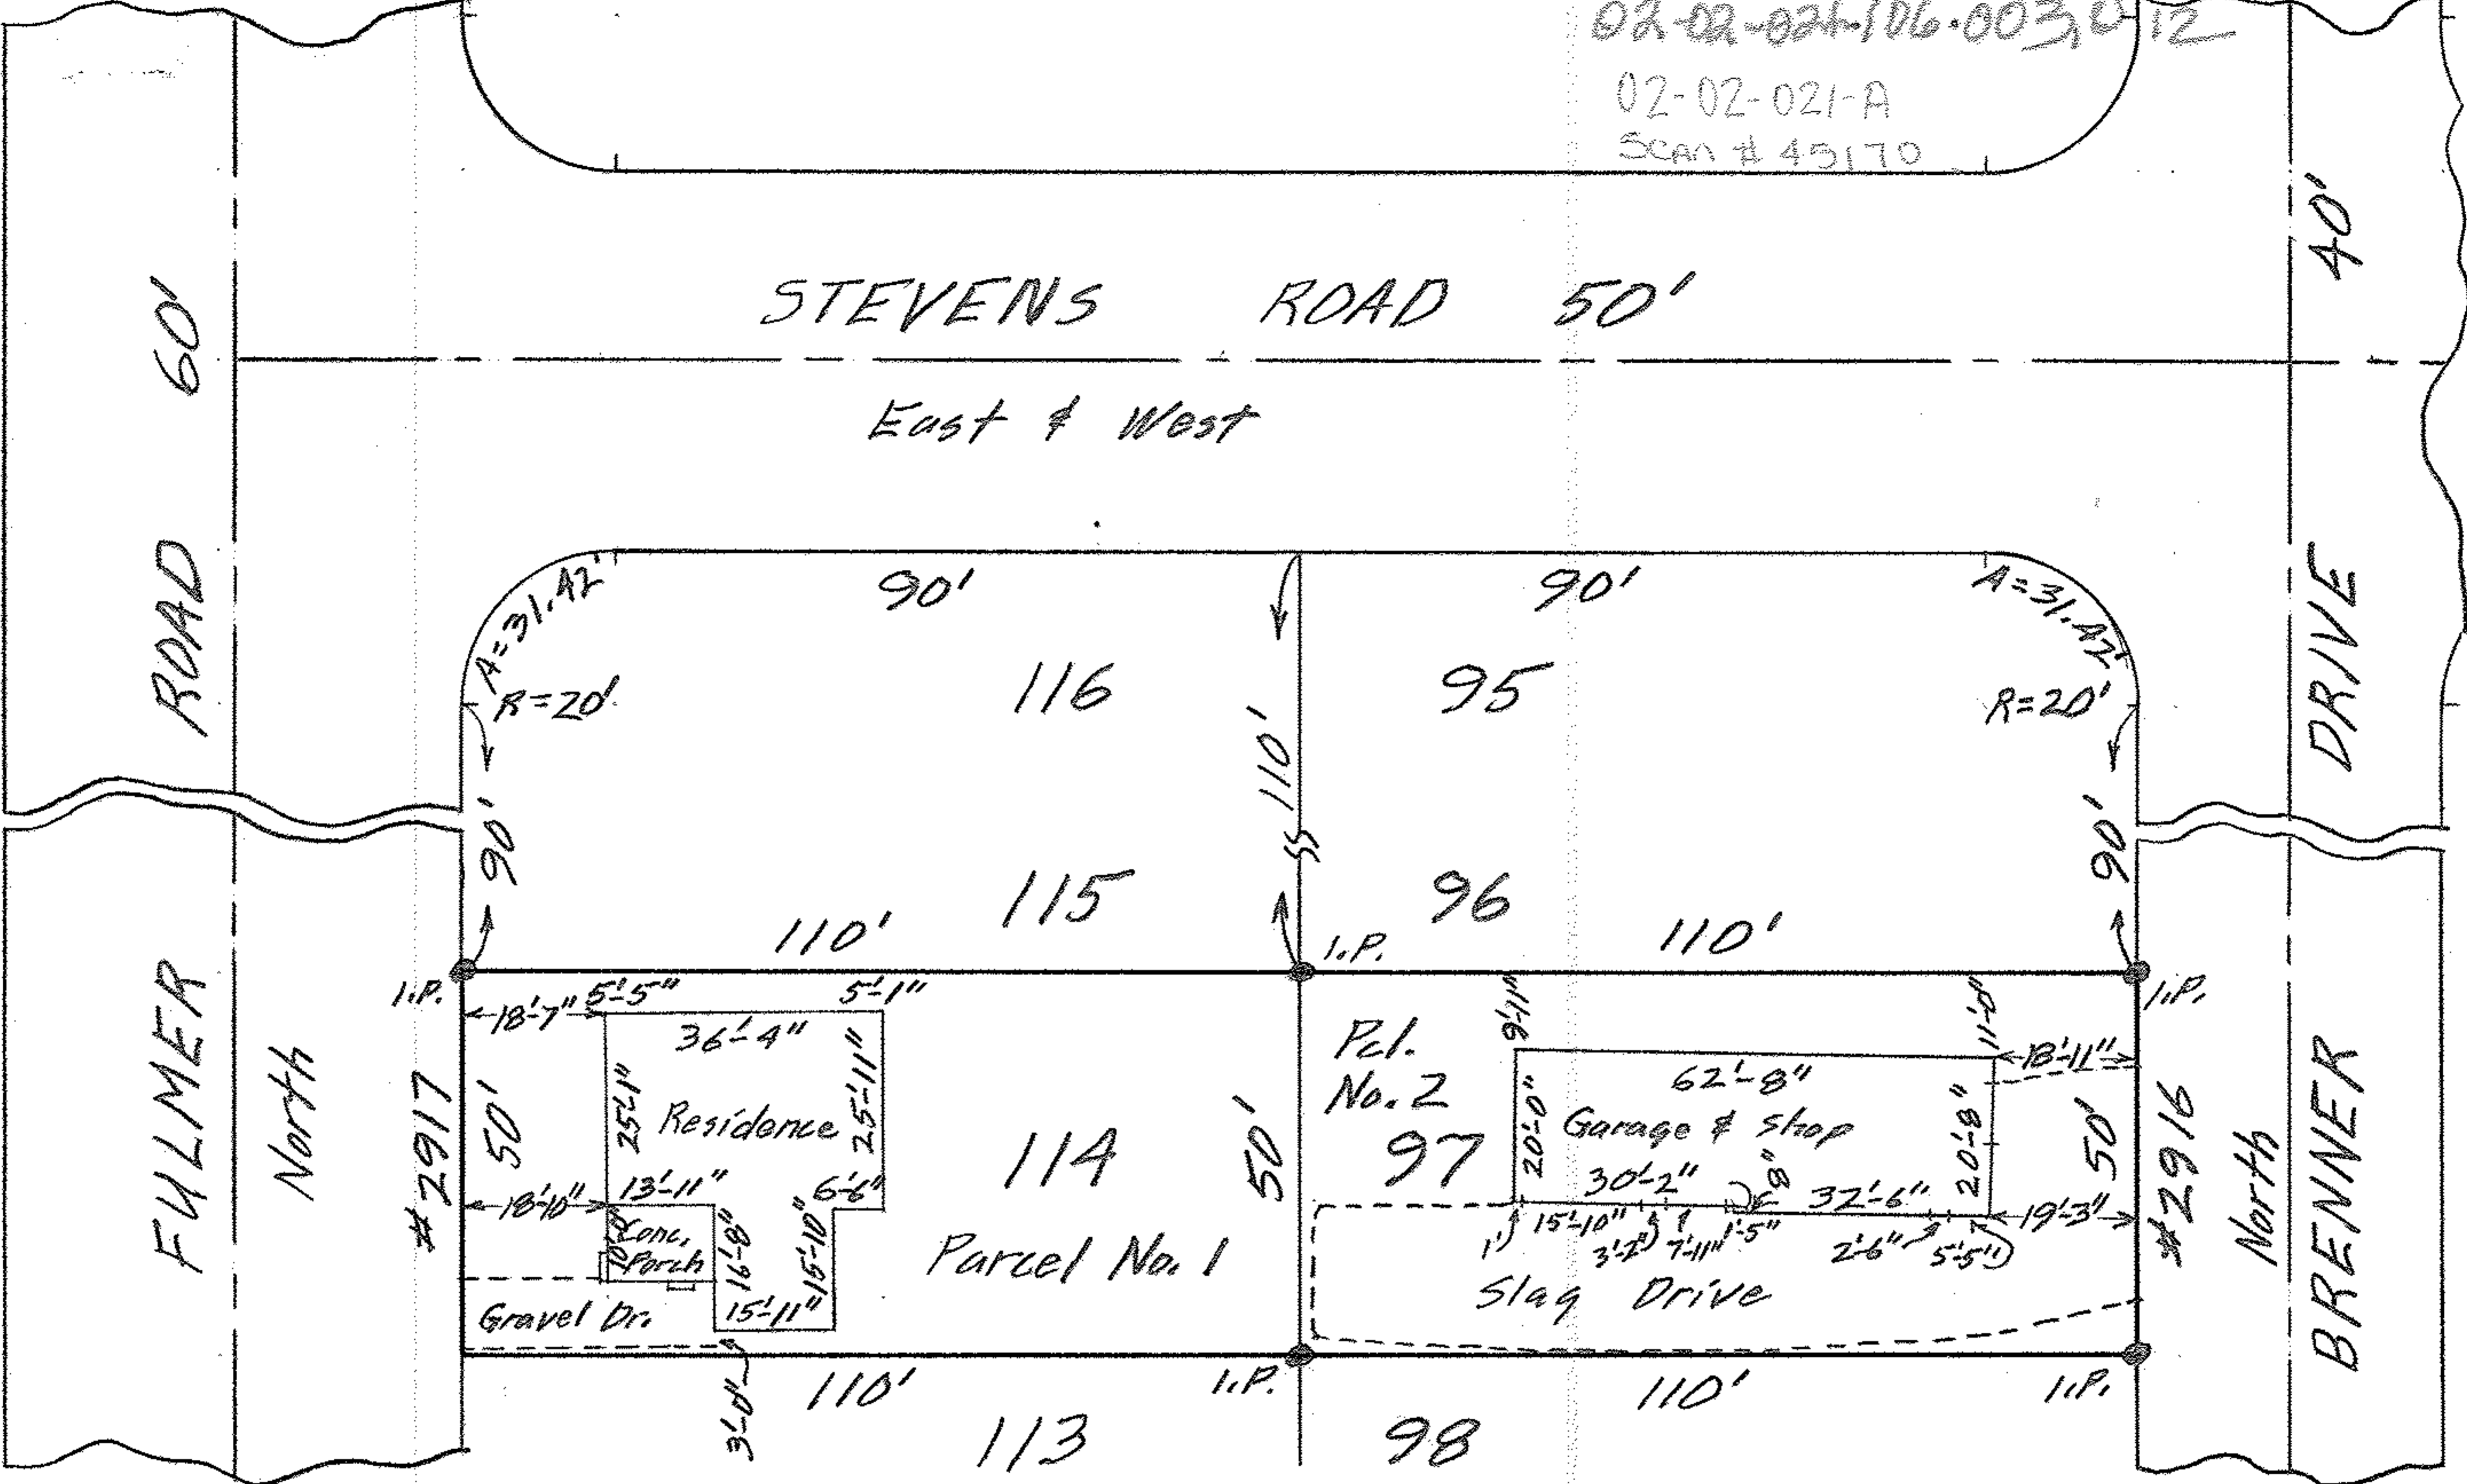 02-02-021-106.003,012
02-02-021-A
SCAN # 45170
STEVENS ROAD 50'
East & West
FULMER ROAD 60'
North
BRENNER DRIVE 40'
North
A=31.42'
R=20'
90'
90'
A=31.42'
R=20'
116
95
90'
110'
90'
115
96
110'
110'
I.P.
I.P.
I.P.
#2917
50'
18'-7"
5'-5"
5'-1"
36'-4"
25'-1"
Residence
25'-11"
18'-10"
13'-11"
6'-6"
10'-0"
Conc.
Porch
16'-8"
15'-10"
15'-11"
Gravel Dr.
3'-0"
114
Parcel No. 1
50'
Pcl.
No. 2
97
9'-11"
11'-0"
18'-11"
62'-8"
Garage & Shop
20'-0"
20'-8"
30'-2"
8"
32'-6"
19'-3"
1'
15'-10"
3'-2"
7'-11"
1'-5"
2'-6"
5'-5"
Slag Drive
50'
#2916
110'
I.P.
110'
I.P.
113
98